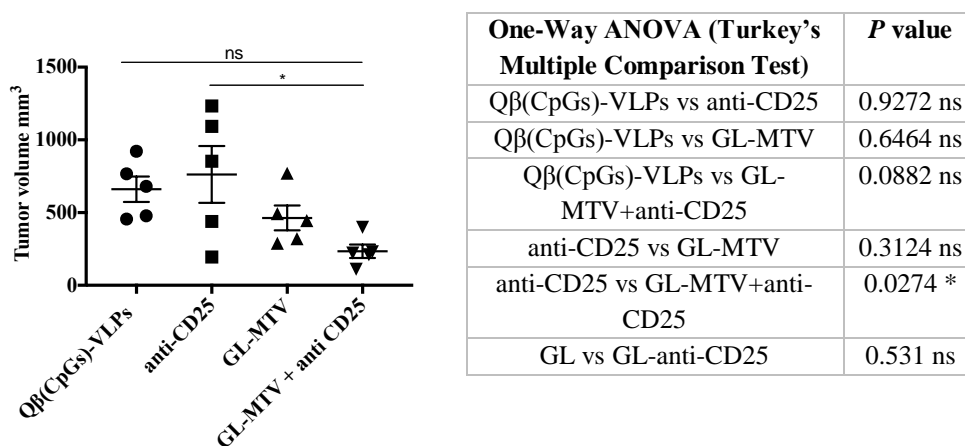 ns
*
1500
1000
500
0
Tumor volume mm³
Qβ(CpGs)-VLPs
anti-CD25
GL-MTV
GL-MTV + anti CD25
One-Way ANOVA (Turkey’s
Multiple Comparison Test)
P value
Qβ(CpGs)-VLPs vs anti-CD25
0.9272 ns
Qβ(CpGs)-VLPs vs GL-MTV
0.6464 ns
Qβ(CpGs)-VLPs vs GL-
MTV+anti-CD25
0.0882 ns
anti-CD25 vs GL-MTV
0.3124 ns
anti-CD25 vs GL-MTV+anti-
CD25
0.0274 *
GL vs GL-anti-CD25
0.531 ns